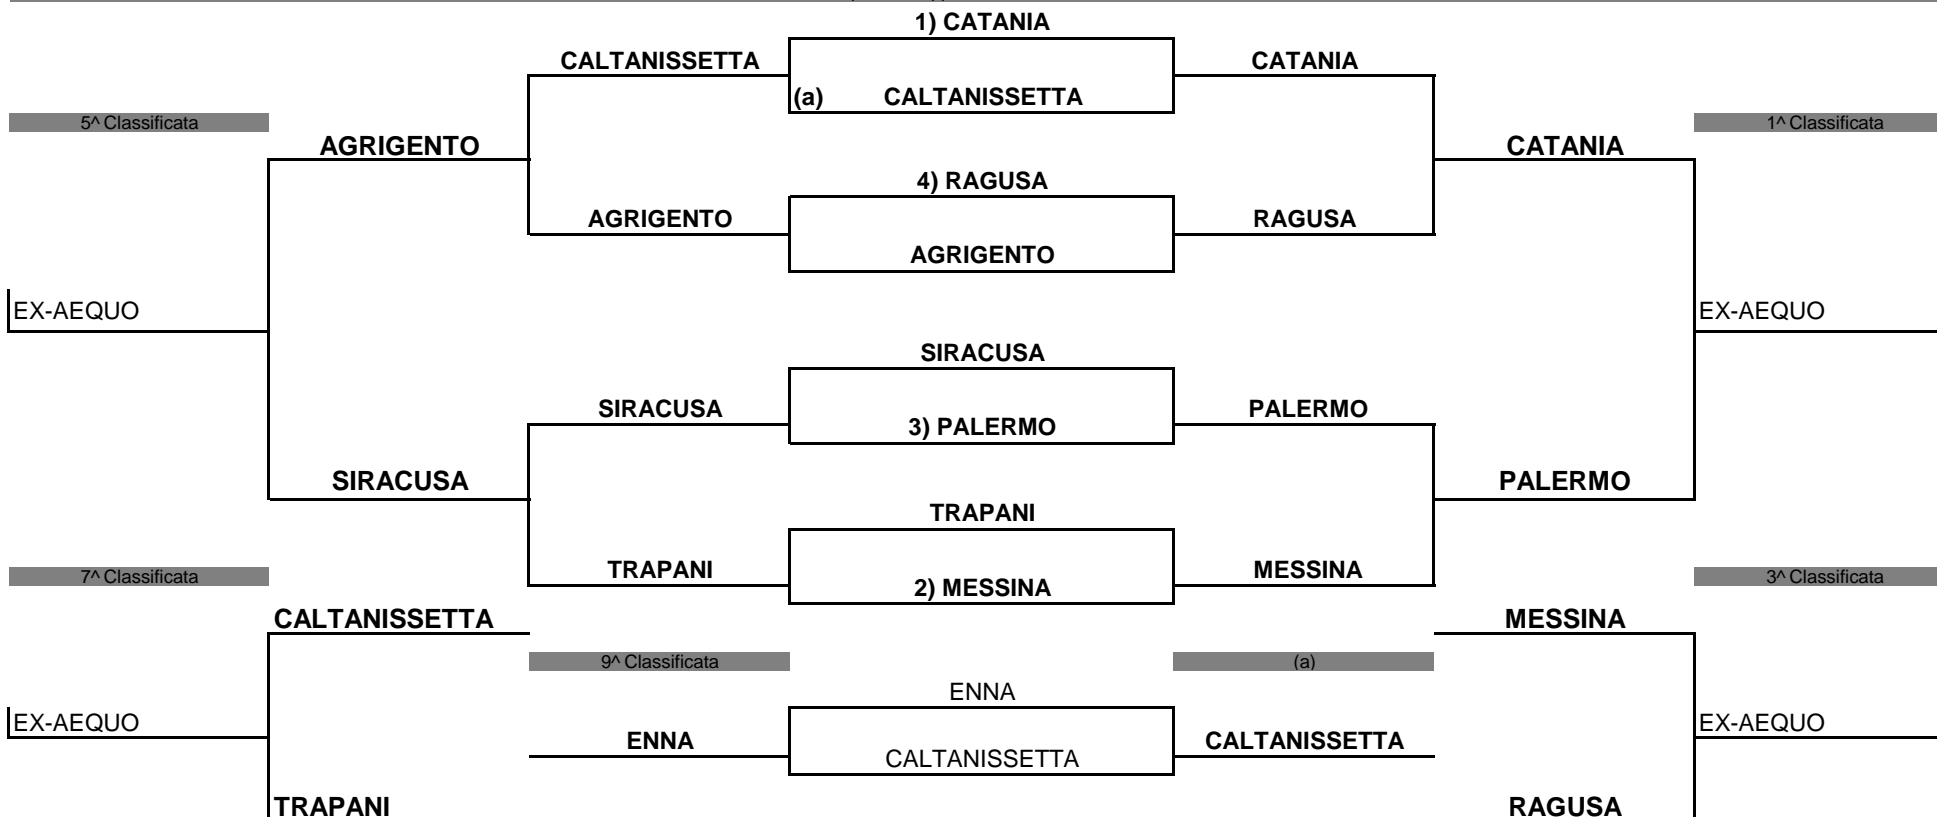 1) CATANIA
CALTANISSETTA
CATANIA
(a) CALTANISSETTA
5^ Classificata
1^ Classificata
AGRIGENTO
CATANIA
4) RAGUSA
AGRIGENTO
RAGUSA
AGRIGENTO
EX-AEQUO
EX-AEQUO
SIRACUSA
SIRACUSA
PALERMO
3) PALERMO
SIRACUSA
PALERMO
TRAPANI
TRAPANI
MESSINA
7^ Classificata
3^ Classificata
2) MESSINA
CALTANISSETTA
MESSINA
9^ Classificata
(a)
ENNA
EX-AEQUO
EX-AEQUO
ENNA
CALTANISSETTA
CALTANISSETTA
TRAPANI
RAGUSA